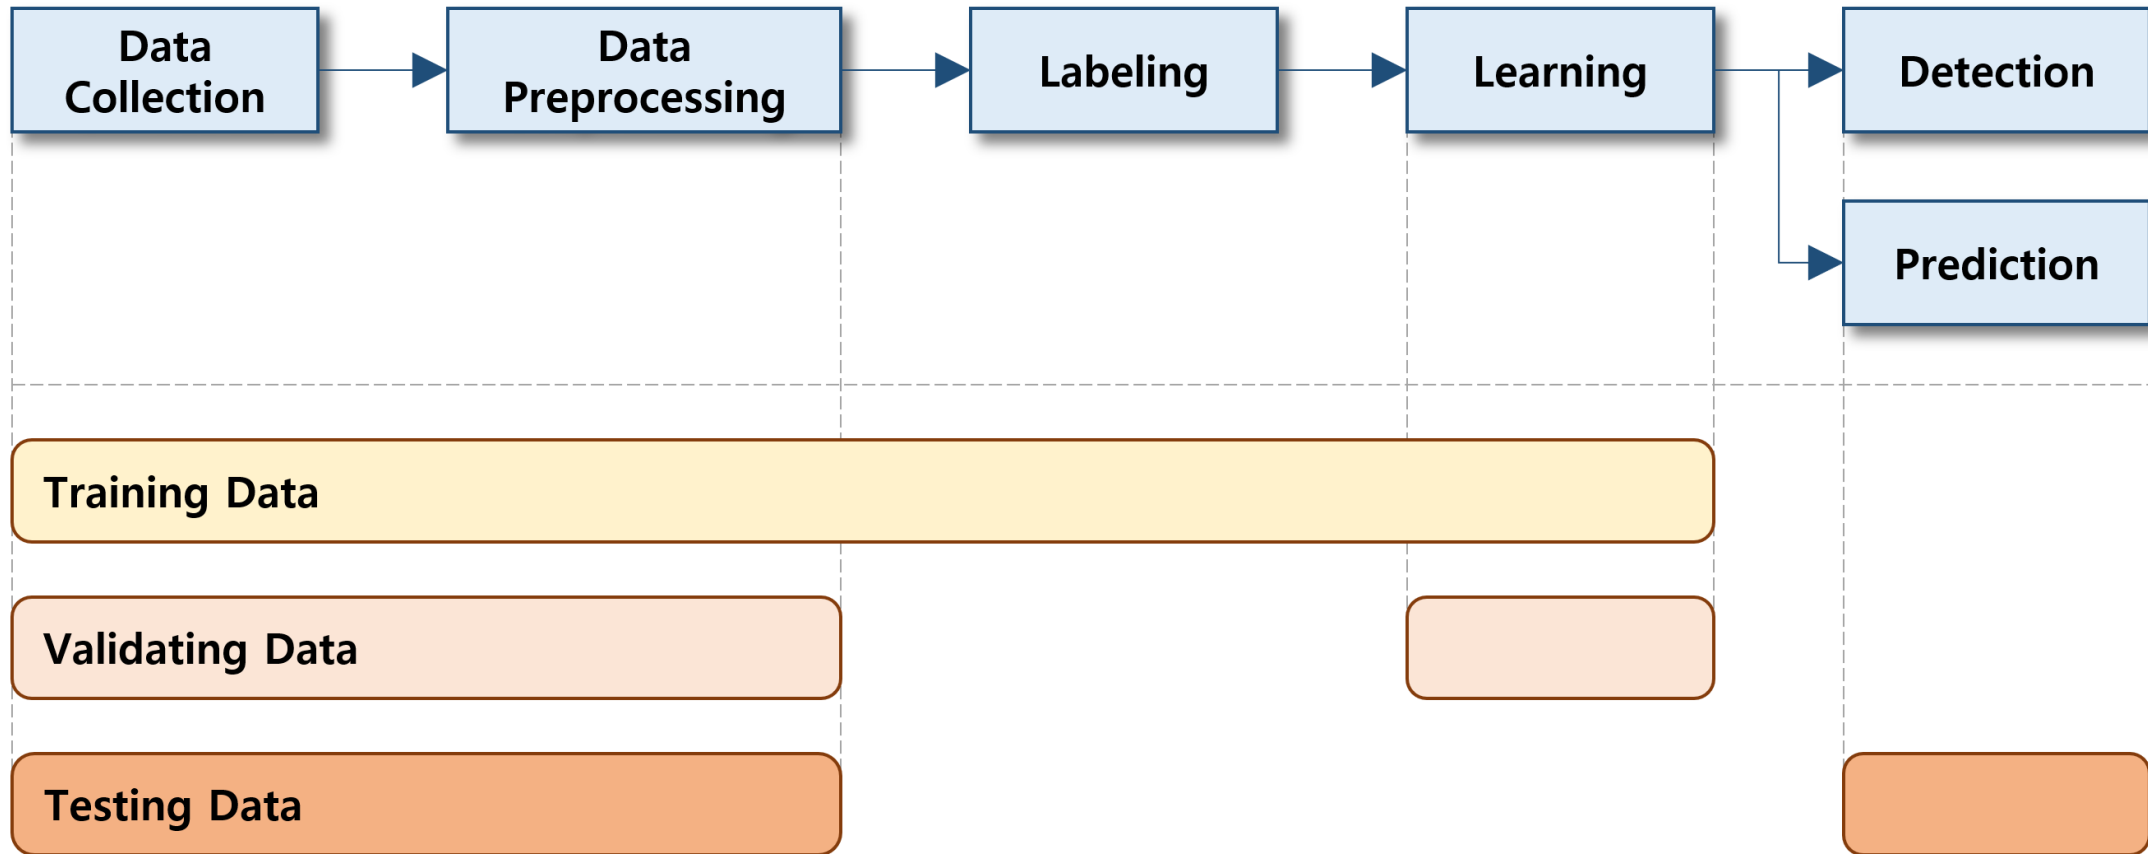 Data
Collection
Data
Preprocessing
Labeling
Learning
Detection
Prediction
Training Data
Validating Data
Testing Data